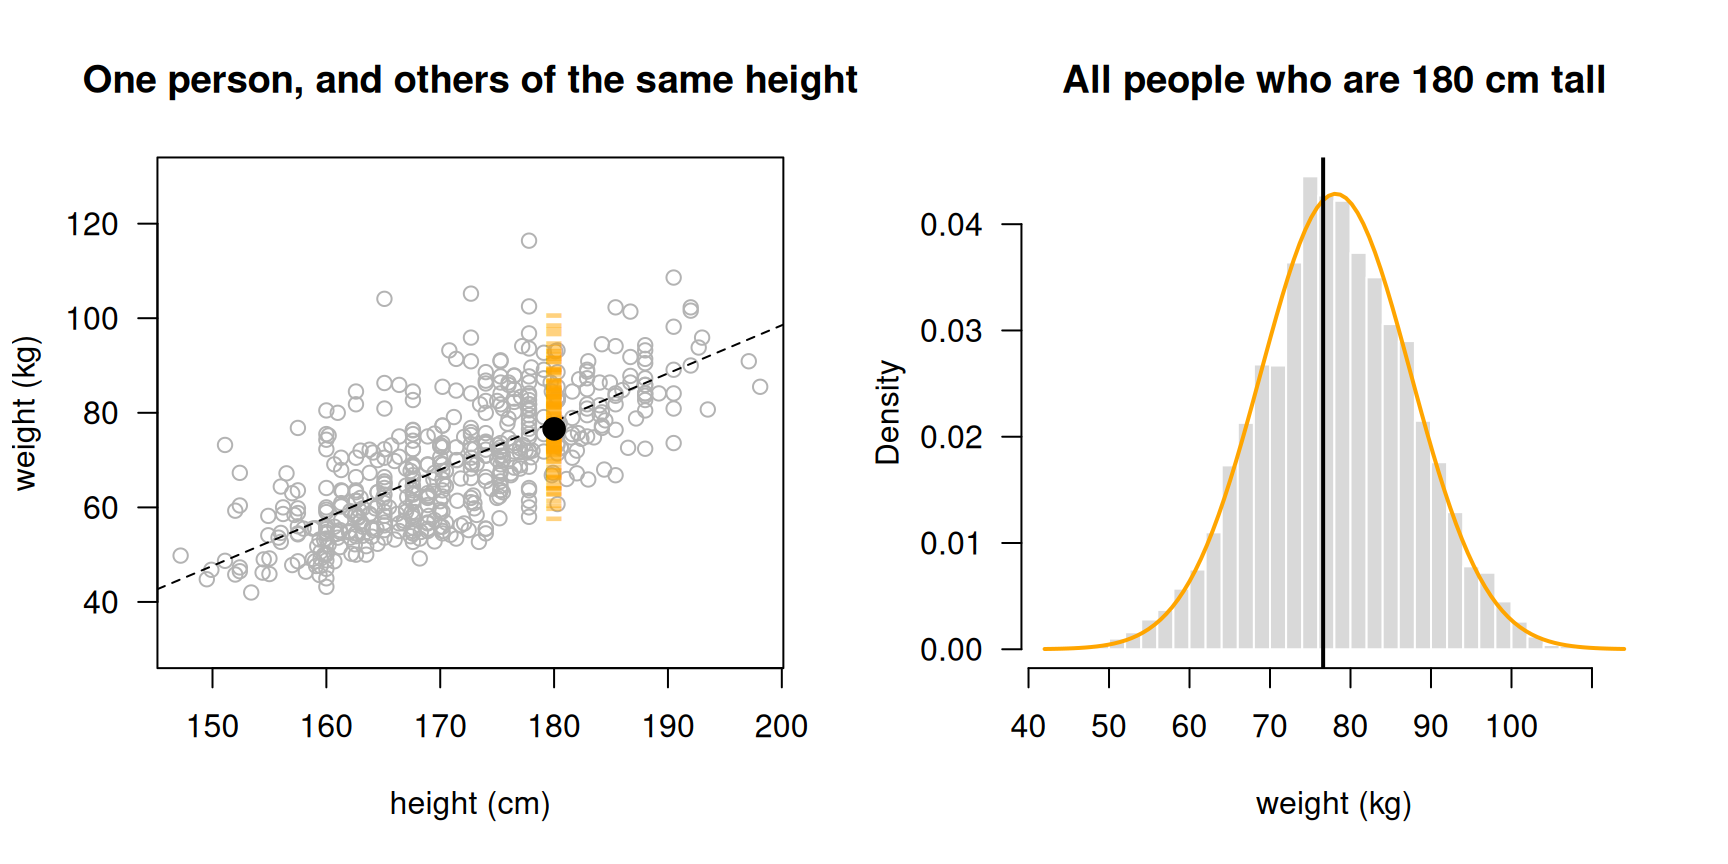 One person, and others of the same height
120
100
80
60
40
weight (kg)
150 160 170 180 190 200
height (cm)
All people who are 180 cm tall
0.04
0.03
0.02
0.01
0.00
Density
40 50 60 70 80 90 100
weight (kg)